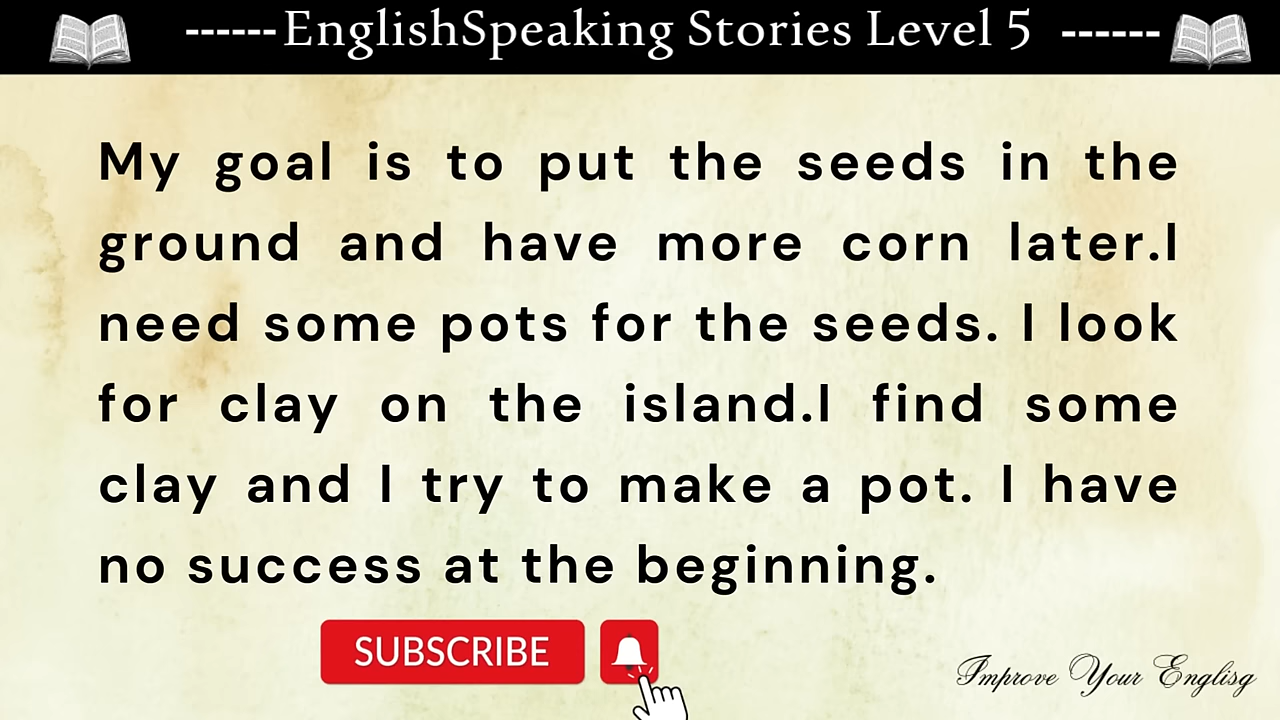 ------EnglishSpeaking Stories Level 5 ------
My goal is to put the seeds in the
ground and have more corn later.I
need some pots for the seeds. I look
for clay on the island.I find some
clay and I try to make a pot. I have
no success at the beginning.
SUBSCRIBE
Improve Your Englisg